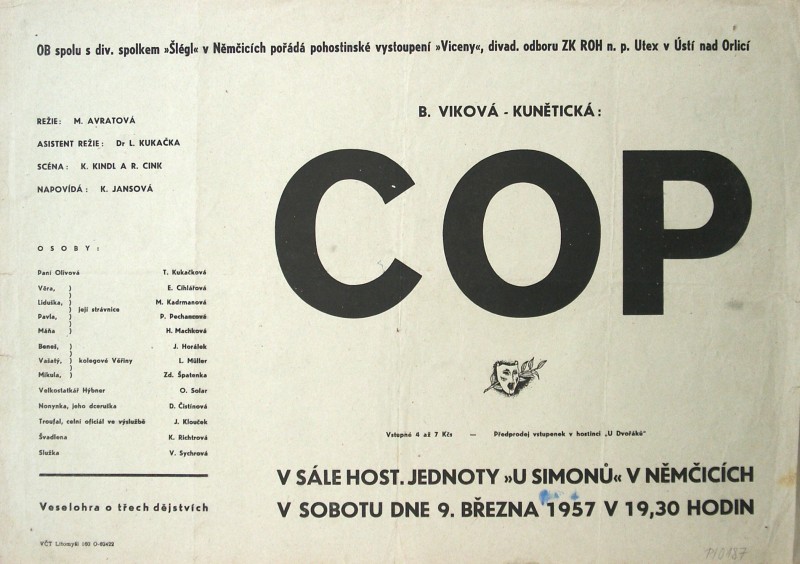 OB spolu s div. spolkem »Šlégl« v Němčicích pořádá pohostinské vystoupení »Viceny«, divad. odboru ZK ROH n. p. Utex v Ústí nad Orlicí
REŽIE: M. AVRATOVÁ
ASISTENT REŽIE: Dr L. KUKAČKA
SCÉNA: K. KINDL A R. CINK
NAPOVÍDÁ: K. JANSOVÁ
OSOBY:
Paní Olivová T. Kukačková
Věra, ) E. Cihlářová
Liduška, ) M. Kadrmanová
její strávnice
Pavla, ) P. Pechancová
Máňa ) H. Machková
Beneš, ) J. Horálek
Vašatý, ) kolegové Věřiny L. Müller
Mikula, ) Zd. Špatenka
Velkostatkář Hýbner O. Solar
Nonynka, jeho dceruška D. Čistínová
Troufal, celní oficiál ve výslužbě J. Klouček
Švadlena K. Richtrová
Služka V. Sychrová
Veselohra o třech dějstvích
VČT Litomyšl 160 O-63422
B. VIKOVÁ - KUNĚTICKÁ:
COP
Vstupné 4 až 7 Kčs — Předprodej vstupenek v hostinci „U Dvořáků"
V SÁLE HOST. JEDNOTY »U SIMONŮ« V NĚMČICÍCH
V SOBOTU DNE 9. BŘEZNA 1957 V 19,30 HODIN